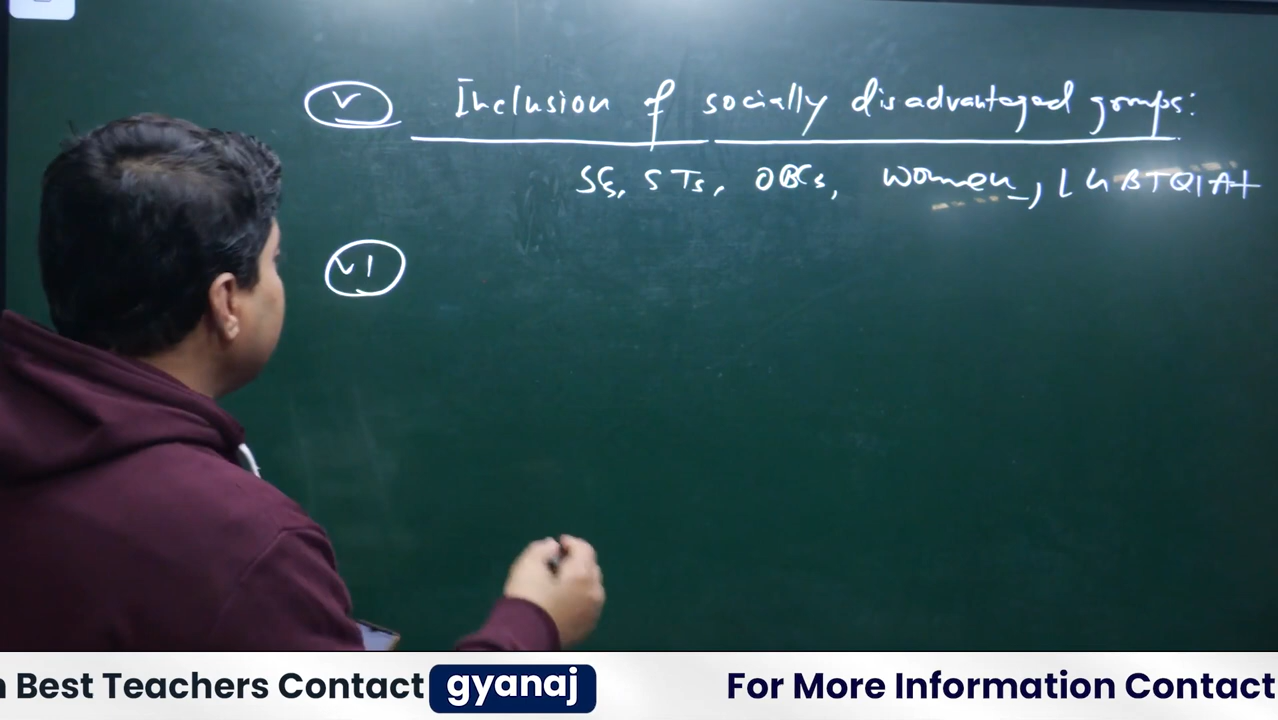 v Inclusion of socially disadvantaged groups:
SCs, STs, OBCs, women, LGBTQIA+
vi
Best Teachers Contact gyanaj For More Information Contact